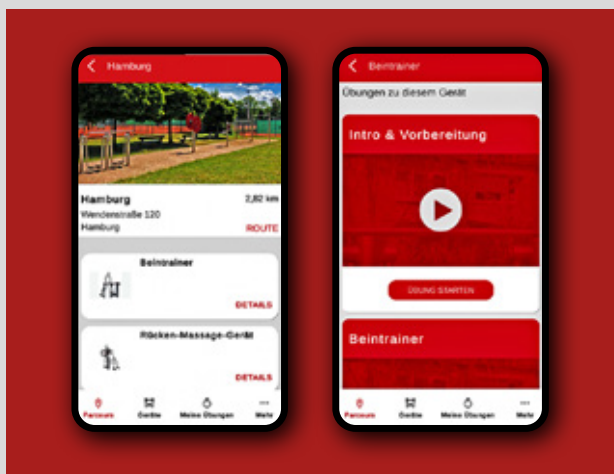 Hamburg
Hamburg
2,82 km
Wendenstraße 120
Hamburg
ROUTE
Beintrainer
DETAILS
Rücken-Massage-Gerät
DETAILS
Parcours
Geräte
Meine Übungen
Mehr
Beintrainer
Übungen zu diesem Gerät
Intro & Vorbereitung
ÜBUNG STARTEN
Beintrainer
Parcours
Geräte
Meine Übungen
Mehr